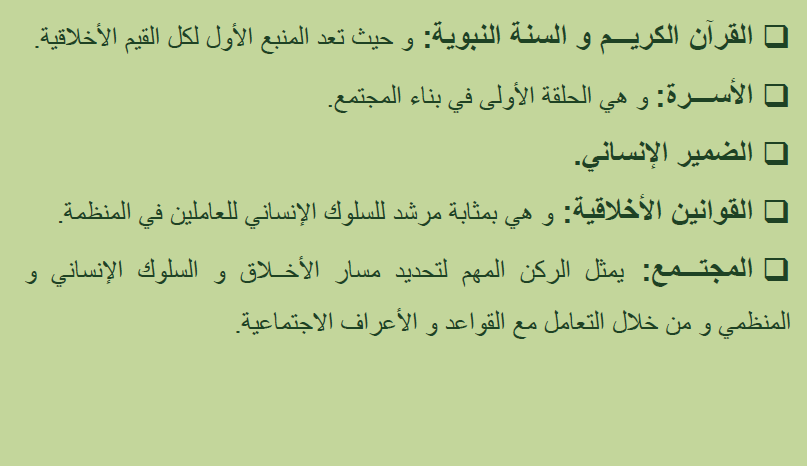 ❑ القرآن الكريـــم و السنة النبوية: و حيث تعد المنبع الأول لكل القيم الأخلاقية.
❑ الأســـرة: و هي الحلقة الأولى في بناء المجتمع.
❑ الضمير الإنساني.
❑ القوانين الأخلاقية: و هي بمثابة مرشد للسلوك الإنساني للعاملين في المنظمة.
❑ المجتـــمع: يمثل الركن المهم لتحديد مسار الأخــلاق و السلوك الإنساني و
المنظمي و من خلال التعامل مع القواعد و الأعراف الاجتماعية.